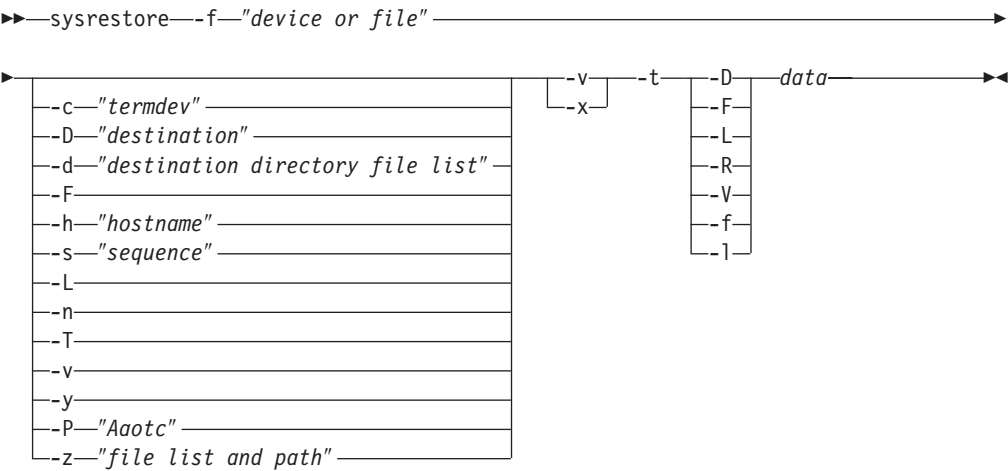 sysrestore -f "device or file"
-v -t -D data
-c "termdev" -x -F
-D "destination" -L
-d "destination directory file list" -R
-F -V
-h "hostname" -f
-s "sequence" -l
-L
-n
-T
-v
-y
-P "Aaotc"
-z "file list and path"